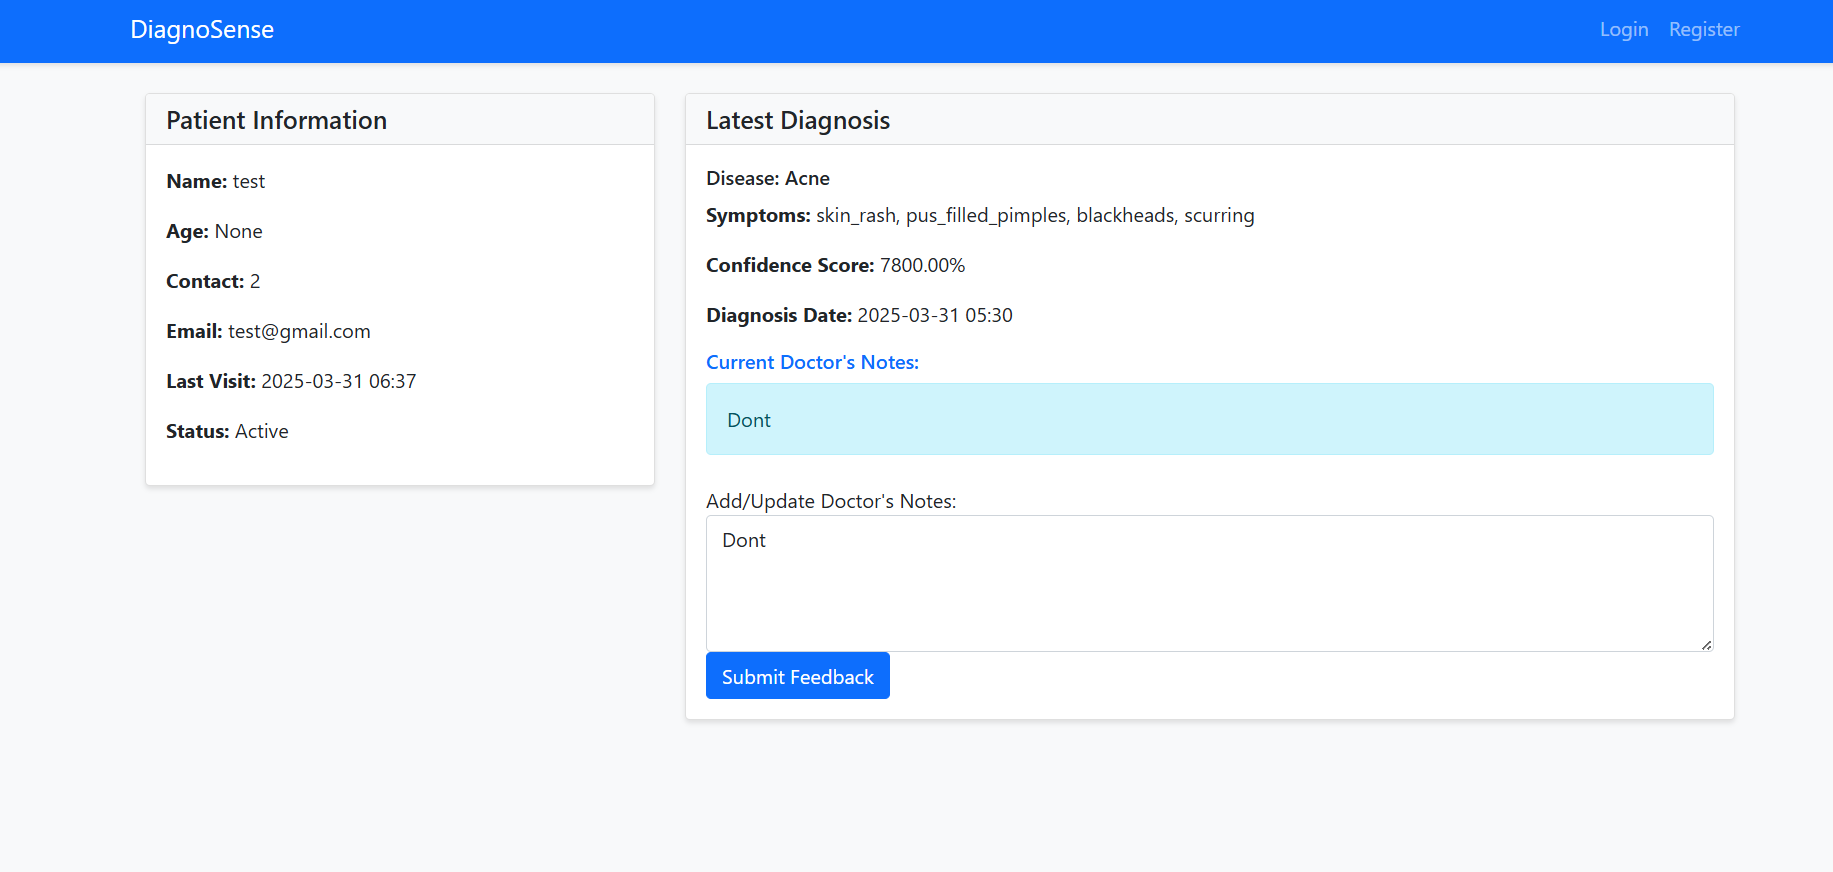 DiagnoSense
Login Register
Patient Information
Name: test
Age: None
Contact: 2
Email: test@gmail.com
Last Visit: 2025-03-31 06:37
Status: Active
Latest Diagnosis
Disease: Acne
Symptoms: skin_rash, pus_filled_pimples, blackheads, scurring
Confidence Score: 7800.00%
Diagnosis Date: 2025-03-31 05:30
Current Doctor's Notes:
Dont
Add/Update Doctor's Notes:
Dont
Submit Feedback